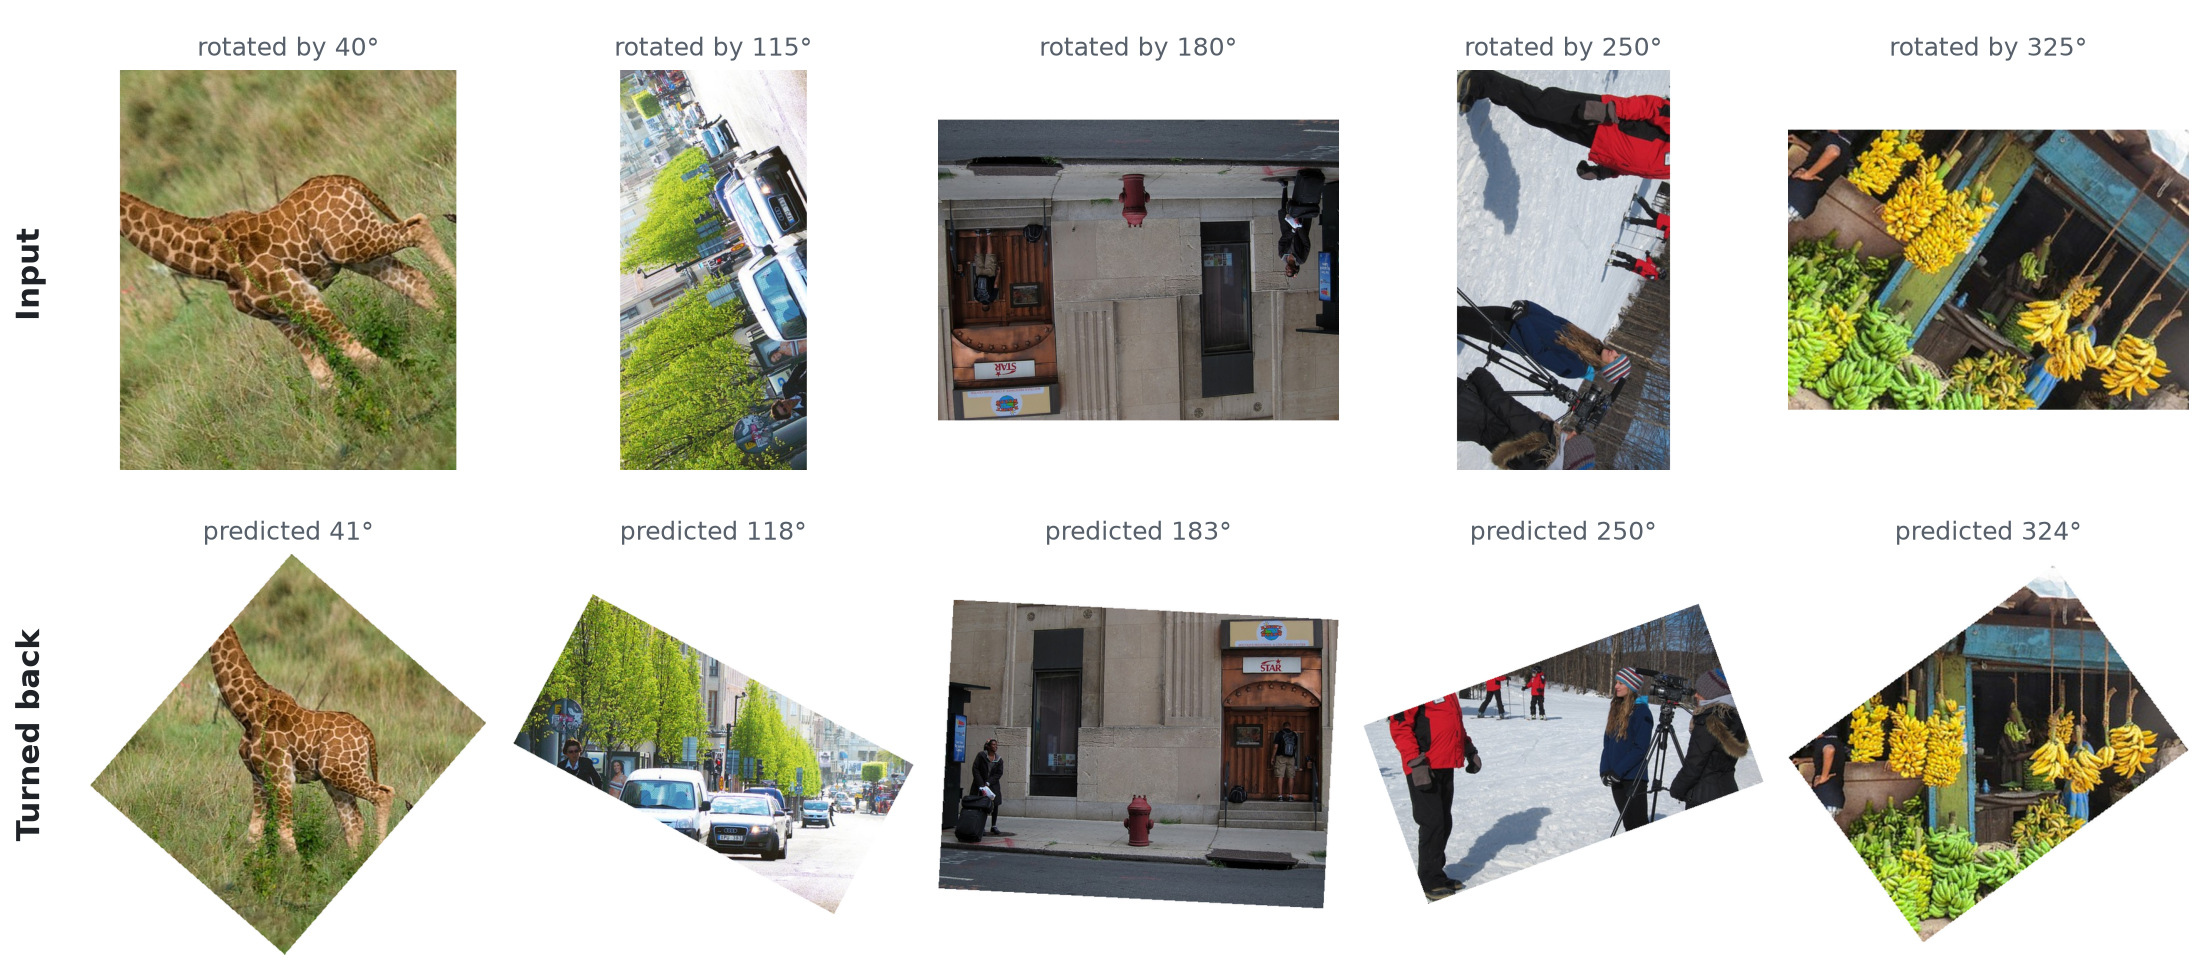 rotated by 40°
rotated by 115°
rotated by 180°
rotated by 250°
rotated by 325°
Input
STAR
predicted 41°
predicted 118°
predicted 183°
predicted 250°
predicted 324°
Turned back
STAR